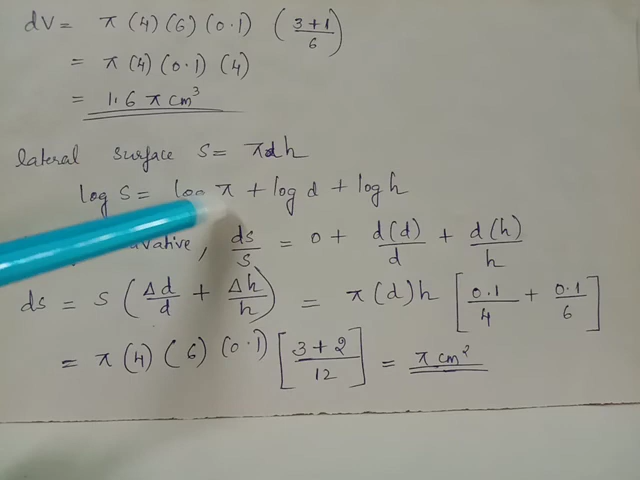 dV = π (4) (6) (0.1) (3+1/6)
= π (4) (0.1) (4)
= 1.6 π cm³
lateral surface S = πdh
log S = log π + log d + log h
, ds/s = 0 + d(d)/d + d(h)/h
ds = S (Δd/d + Δh/h) = π (d) h [0.1/4 + 0.1/6]
= π (4) (6) (0.1) [3+2/12] = π cm²